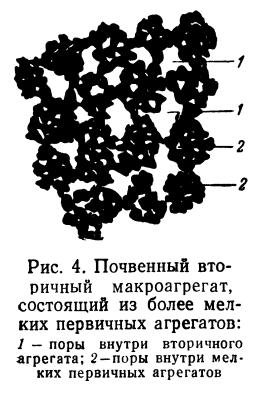 1
1
2
2
Рис. 4. Почвенный вто-
ричный макроагрегат,
состоящий из более мел-
ких первичных агрегатов:
1 — поры внутри вторичного
агрегата; 2—поры внутри мел-
ких первичных агрегатов